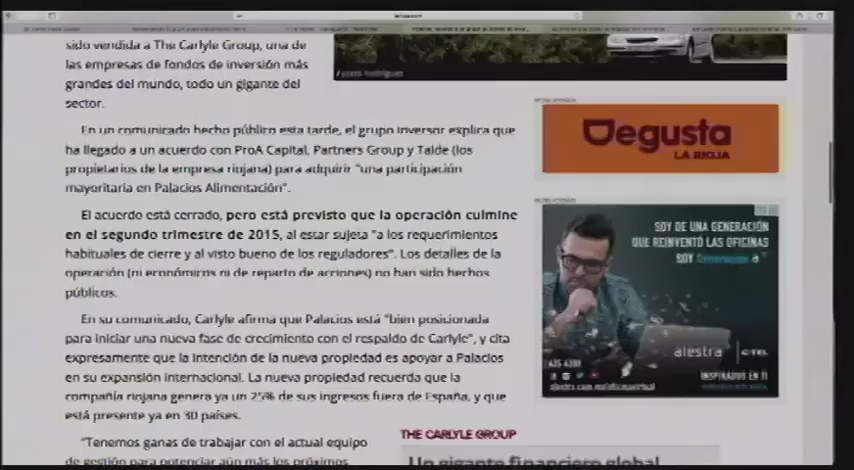 sido vendida a The Carlyle Group, una de
las empresas de fondos de inversión más
grandes del mundo, todo un gigante del
sector.
En un comunicado hecho público esta tarde, el grupo inversor explica que
ha llegado a un acuerdo con ProA Capital, Partners Group y Talde (los
propietarios de la empresa riojana) para adquirir "una participación
mayoritaria en Palacios Alimentación".
El acuerdo está cerrado, pero está previsto que la operación culmine
en el segundo trimestre de 2015, al estar sujeta "a los requerimientos
habituales de cierre y al visto bueno de los reguladores". Los detalles de la
operación (ni económicos ni de reparto de acciones) no han sido hechos
públicos.
En su comunicado, Carlyle afirma que Palacios está "bien posicionada
para iniciar una nueva fase de crecimiento con el respaldo de Carlyle", y cita
expresamente que la intención de la nueva propiedad es apoyar a Palacios
en su expansión internacional. La nueva propiedad recuerda que la
compañía riojana genera ya un 25% de sus ingresos fuera de España, y que
está presente ya en 30 países.
"Tenemos ganas de trabajar con el actual equipo
de gestión para potenciar aún más los próximos
Degusta
LA RIOJA
SOY DE UNA GENERACIÓN
QUE REINVENTÓ LAS OFICINAS
SOY Generación a
alestra
INSPIRADOS EN TI
THE CARLYLE GROUP
Un gigante financiero global